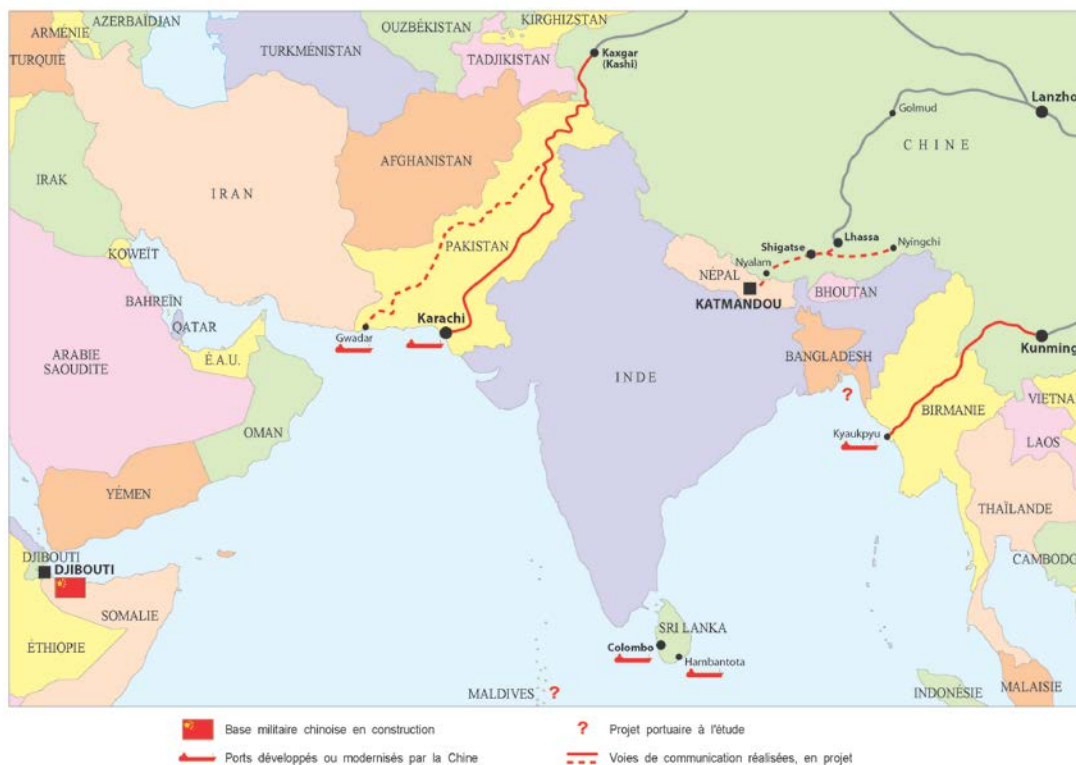 AZERBAÏDJAN
ARMÉNIE
TURQUIE
OUZBÉKISTAN
KIRGHIZSTAN
TURKMÉNISTAN
TADJIKISTAN
Kaxgar
(Kashi)
Lanzho
Golmud
CHINE
AFGHANISTAN
IRAK
IRAN
PAKISTAN
KOWEÏT
Lhassa
Shigatse
Nyingchi
Nyalam
NÉPAL
KATMANDOU
BHOUTAN
BAHREÏN
QATAR
Gwadar
Karachi
É.A.U.
ARABIE
SAOUDITE
INDE
BANGLADESH
Kunming
?
BIRMANIE
VIETNA
LAOS
OMAN
Kyaukpyu
YÉMEN
THAÏLANDE
DJIBOUTI
DJIBOUTI
CAMBODG
SOMALIE
ÉTHIOPIE
SRI LANKA
Colombo
Hambantota
MALDIVES
?
INDONÉSIE
MALAISIE
Base militaire chinoise en construction
? Projet portuaire à l'étude
Ports développés ou modernisés par la Chine
Voies de communication réalisées, en projet